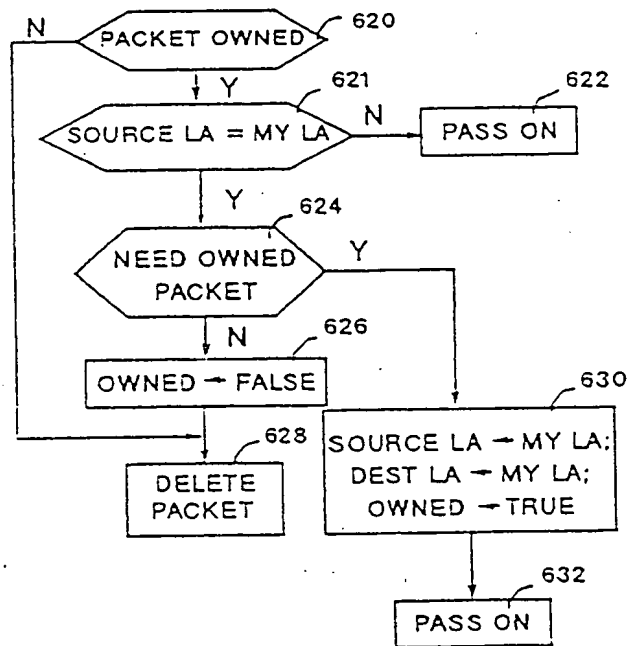 N
PACKET OWNED
620
Y
621
SOURCE LA = MY LA
N
622
PASS ON
Y
624
NEED OWNED
PACKET
Y
N
626
OWNED ← FALSE
628
DELETE
PACKET
630
SOURCE LA ← MY LA;
DEST LA ← MY LA;
OWNED ← TRUE
632
PASS ON